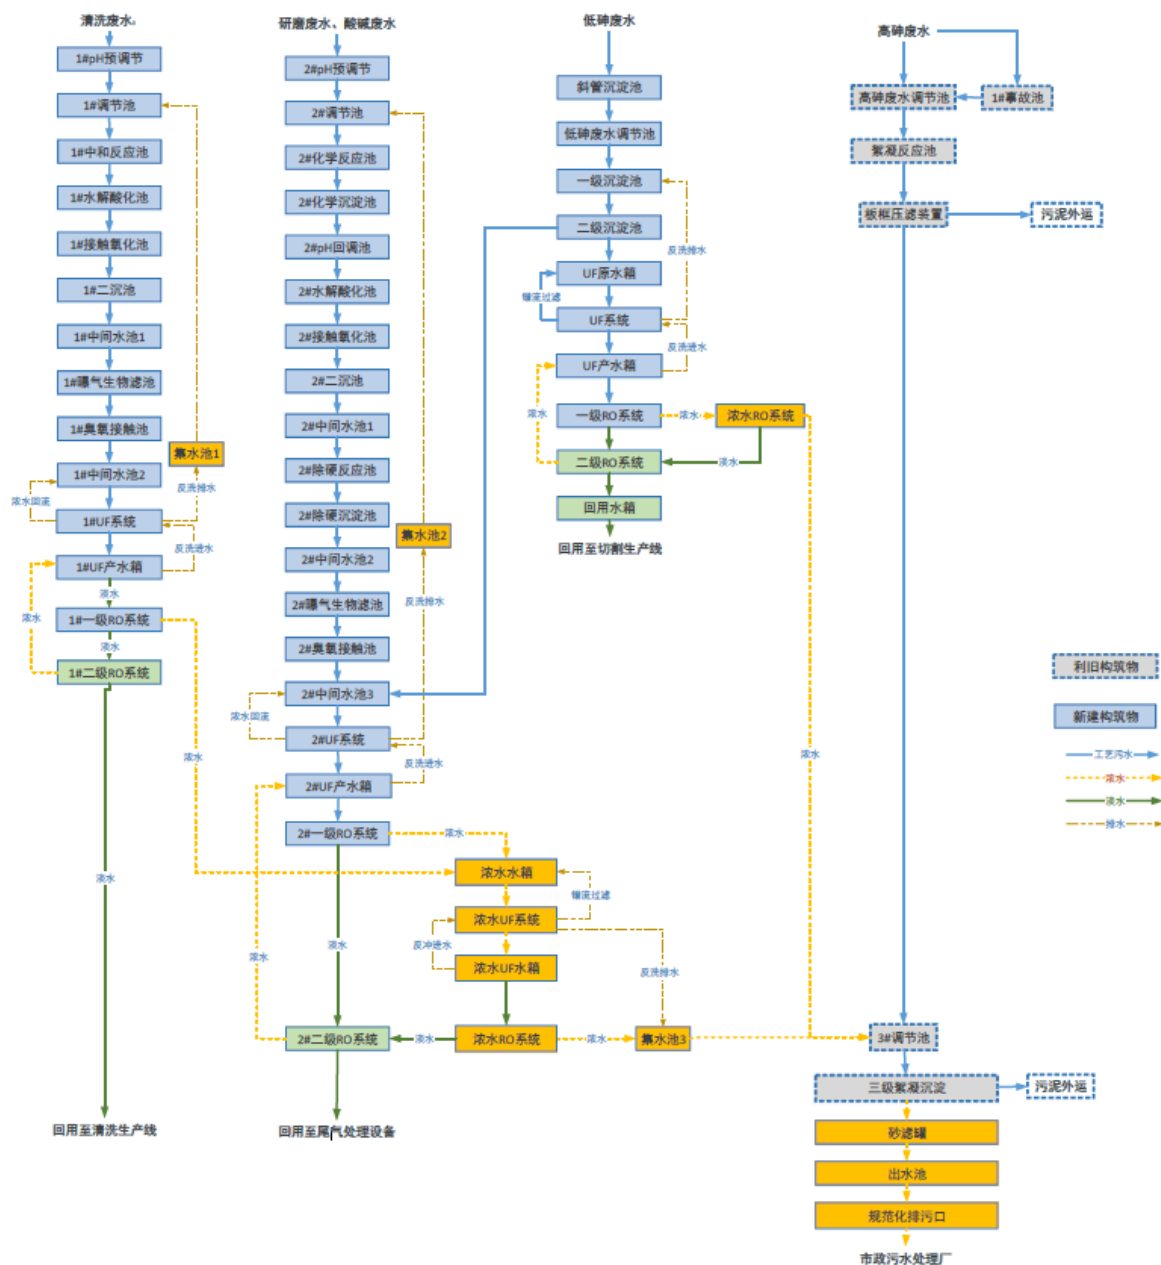 清洗废水。
1#pH预调节
1#调节池
1#中和反应池
1#水解酸化池
1#接触氧化池
1#二沉池
1#中间水池1
1#曝气生物滤池
1#臭氧接触池
集水池1
1#中间水池2
浓水回流
反洗排水
1#UF系统
反洗进水
1#UF产水箱
淡水
浓水
1#一级RO系统
淡水
1#二级RO系统
浓水
淡水
回用至清洗生产线
研磨废水、酸碱废水
2#pH预调节
2#调节池
2#化学反应池
2#化学沉淀池
2#pH回调池
2#水解酸化池
2#接触氧化池
2#二沉池
2#中间水池1
2#除硬反应池
2#除硬沉淀池
集水池2
2#中间水池2
2#曝气生物滤池
反洗排水
2#臭氧接触池
2#中间水池3
浓水回流
2#UF系统
反洗进水
2#UF产水箱
2#一级RO系统
浓水
浓水水箱
错流过滤
浓水UF系统
反冲进水
淡水
浓水
浓水UF水箱
反洗排水
2#二级RO系统
淡水
浓水RO系统
浓水
集水池3
回用至尾气处理设备
低砷废水
斜管沉淀池
低砷废水调节池
一级沉淀池
二级沉淀池
反洗排水
UF原水箱
错流过滤
UF系统
反洗进水
UF产水箱
浓水
一级RO系统
浓水
浓水RO系统
二级RO系统
淡水
回用水箱
回用至切割生产线
浓水
高砷废水
高砷废水调节池
1#事故池
絮凝反应池
板框压滤装置
污泥外运
3#调节池
三级絮凝沉淀
污泥外运
砂滤罐
出水池
规范化排污口
市政污水处理厂
利旧构筑物
新建构筑物
工艺污水
浓水
淡水
排水